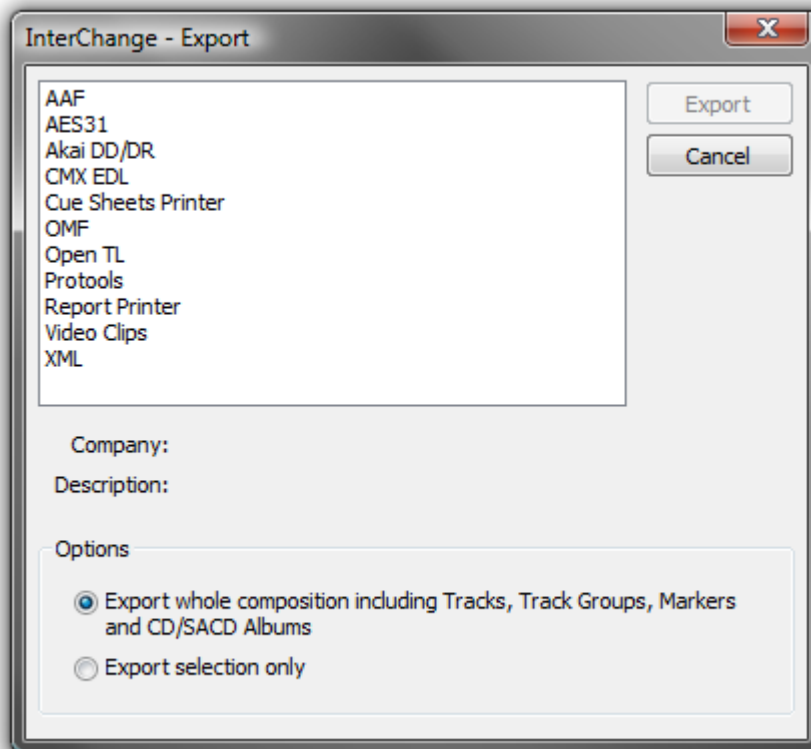 InterChange - Export
AAF
AES31
Akai DD/DR
CMX EDL
Cue Sheets Printer
OMF
Open TL
Protools
Report Printer
Video Clips
XML
Export
Cancel
Company:
Description:
Options
Export whole composition including Tracks, Track Groups, Markers
and CD/SACD Albums
Export selection only